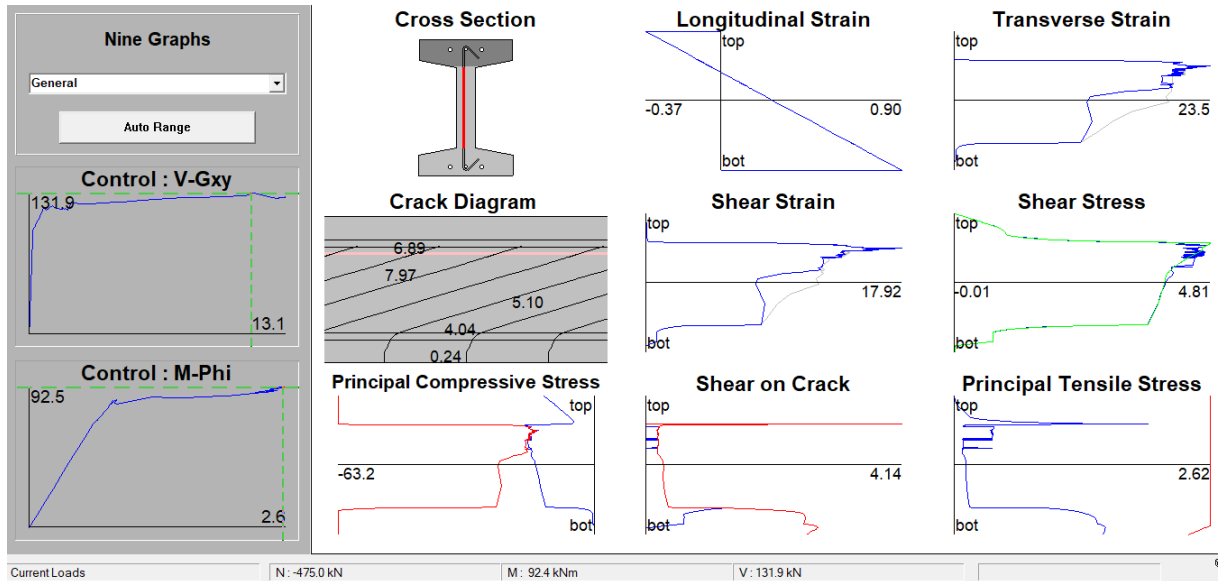 Nine Graphs
General
Auto Range
Control : V-Gxy
131.9
13.1
Control : M-Phi
92.5
2.6
Cross Section
Longitudinal Strain
top
-0.37
0.90
bot
Transverse Strain
top
23.5
bot
Crack Diagram
6.89
7.97
5.10
4.04
0.24
Shear Strain
top
17.92
bot
Shear Stress
top
-0.01
4.81
bot
Principal Compressive Stress
top
-63.2
bot
Shear on Crack
top
4.14
bot
Principal Tensile Stress
top
2.62
bot
Current Loads
N : -475.0 kN
M : 92.4 kNm
V : 131.9 kN